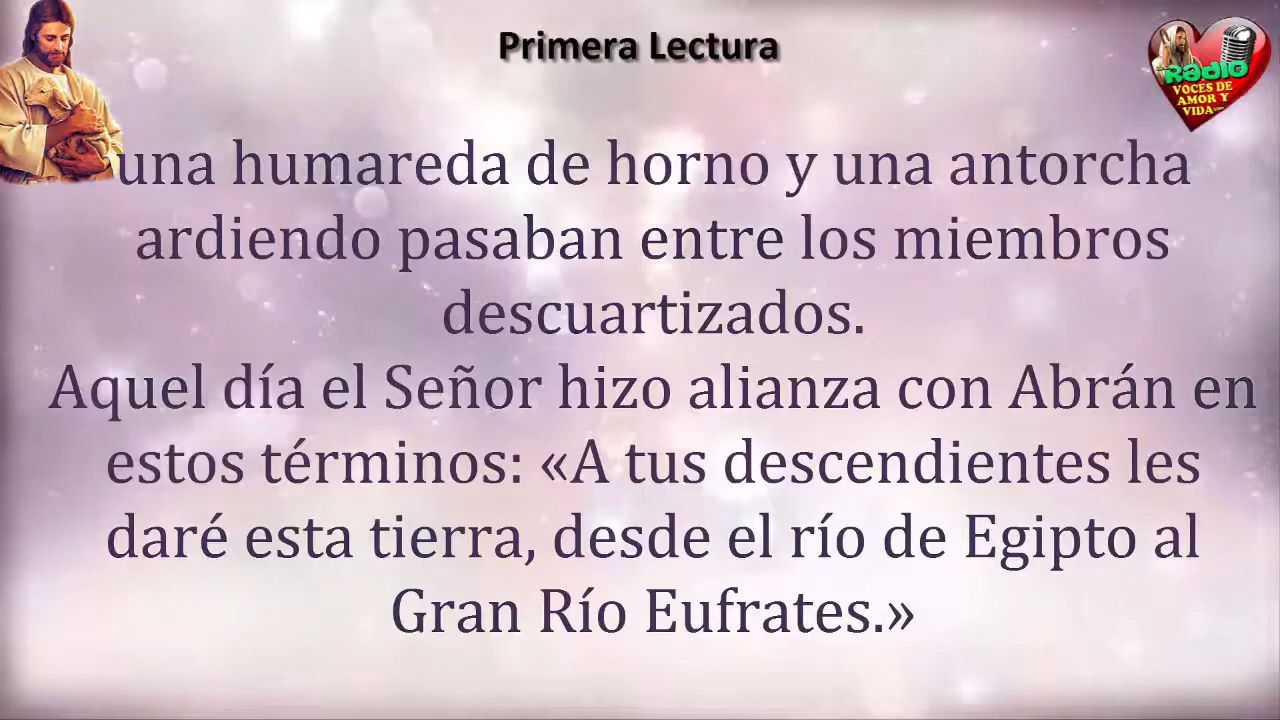 Primera Lectura
Radio
VOCES DE
AMOR Y
VIDA
una humareda de horno y una antorcha
ardiendo pasaban entre los miembros
descuartizados.
Aquel día el Señor hizo alianza con Abrán en
estos términos: «A tus descendientes les
daré esta tierra, desde el río de Egipto al
Gran Río Eufrates.»